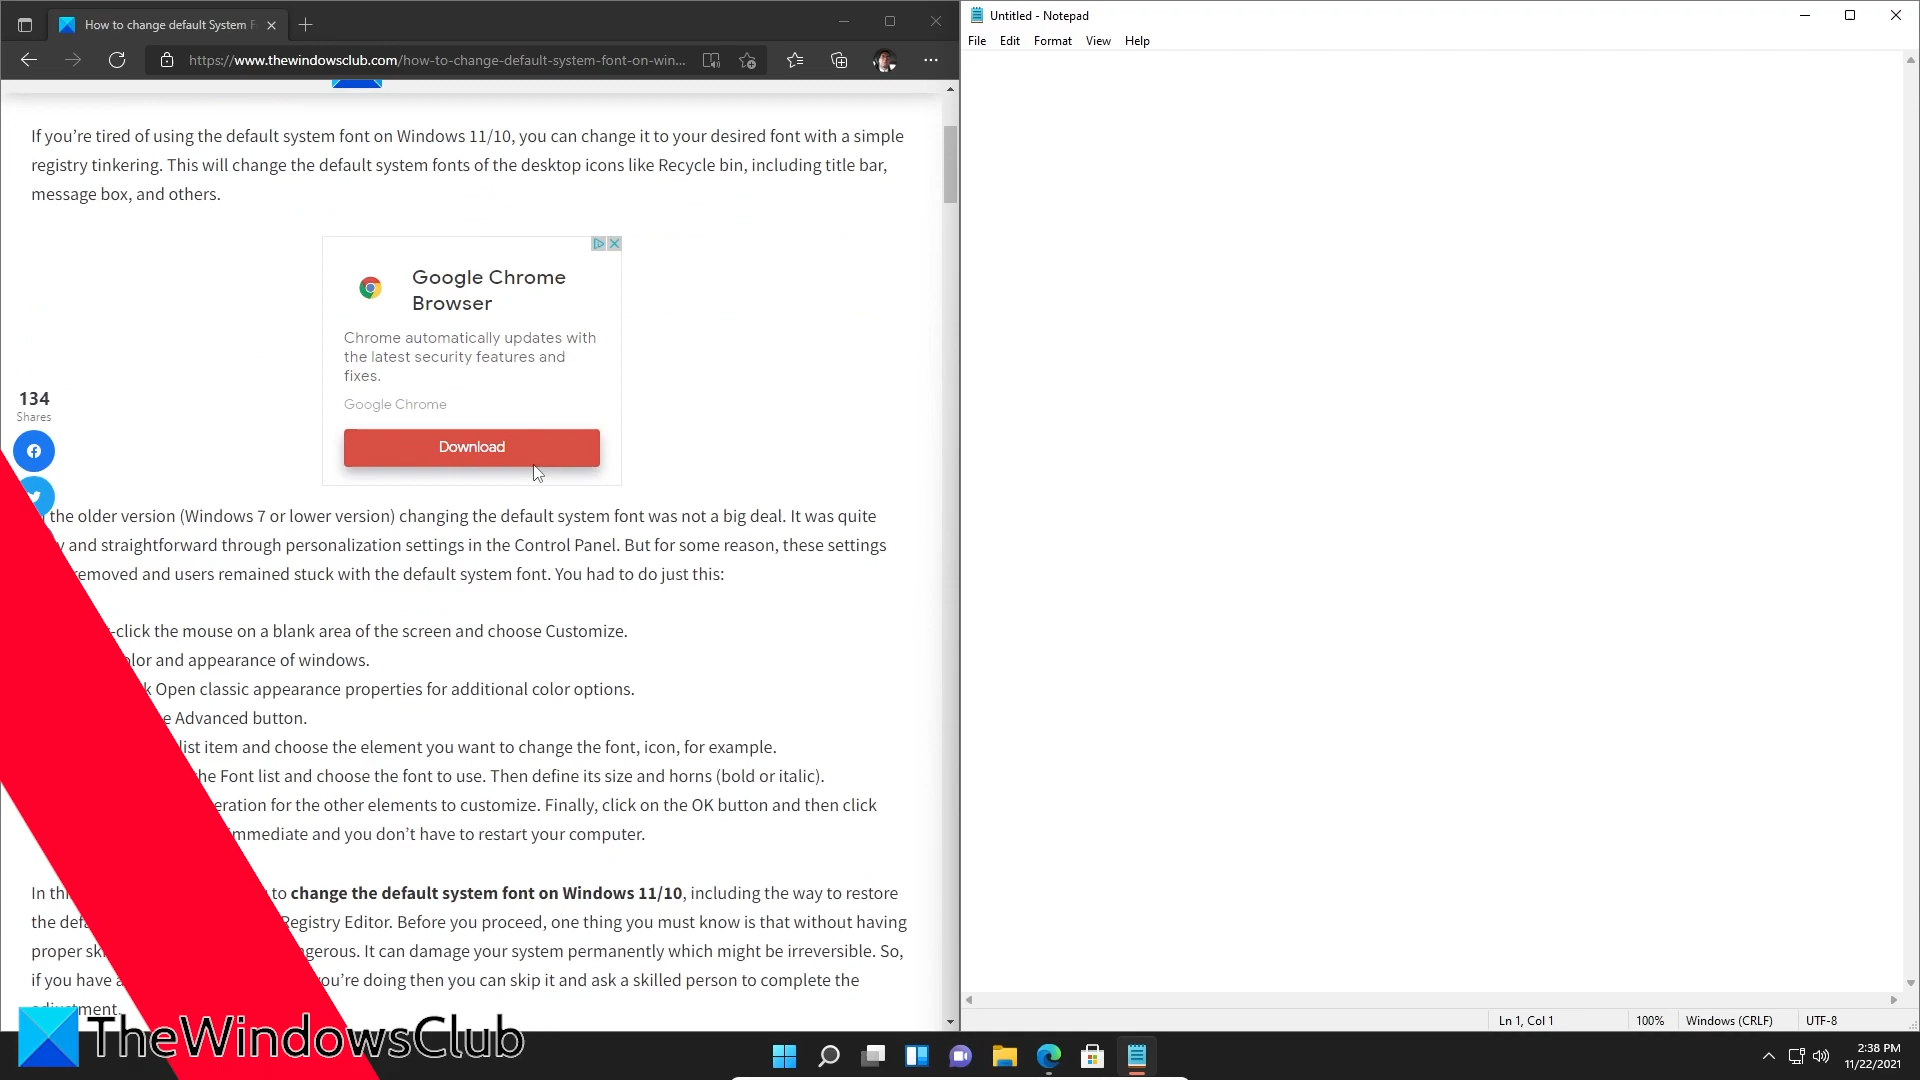 How to change default System F
https://www.thewindowsclub.com/how-to-change-default-system-font-on-win...
If you’re tired of using the default system font on Windows 11/10, you can change it to your desired font with a simple
registry tinkering. This will change the default system fonts of the desktop icons like Recycle bin, including title bar,
message box, and others.
Google Chrome
Browser
Chrome automatically updates with
the latest security features and
fixes.
Google Chrome
Download
134
Shares
the older version (Windows 7 or lower version) changing the default system font was not a big deal. It was quite
and straightforward through personalization settings in the Control Panel. But for some reason, these settings
removed and users remained stuck with the default system font. You had to do just this:
-click the mouse on a blank area of the screen and choose Customize.
olor and appearance of windows.
k Open classic appearance properties for additional color options.
e Advanced button.
list item and choose the element you want to change the font, icon, for example.
he Font list and choose the font to use. Then define its size and horns (bold or italic).
eration for the other elements to customize. Finally, click on the OK button and then click
immediate and you don’t have to restart your computer.
In thi to change the default system font on Windows 11/10, including the way to restore
the defa Registry Editor. Before you proceed, one thing you must know is that without having
proper sk ngerous. It can damage your system permanently which might be irreversible. So,
if you have a you’re doing then you can skip it and ask a skilled person to complete the
ment.
TheWindowsClub
Untitled - Notepad
File Edit Format View Help
Ln 1, Col 1 100% Windows (CRLF) UTF-8
2:38 PM
11/22/2021